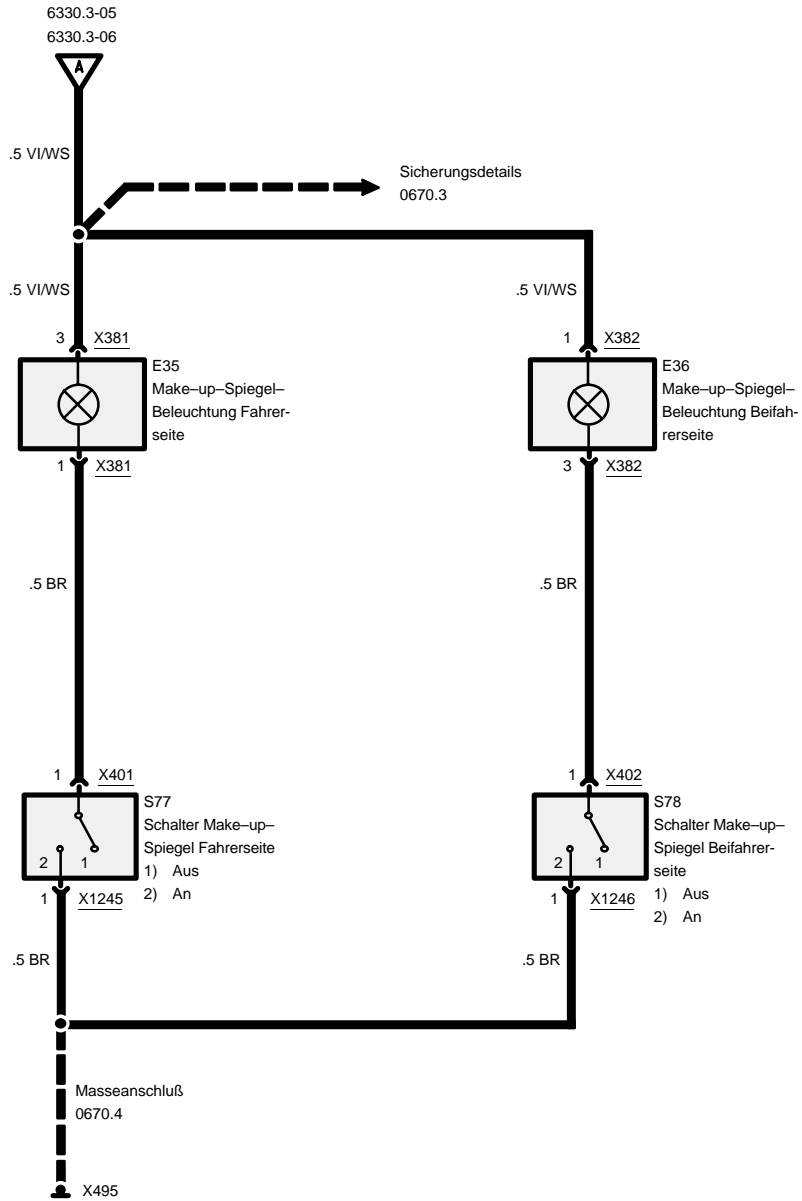 6330.3-05
6330.3-06
A
.5 VI/WS
Sicherungsdetails
0670.3
.5 VI/WS
.5 VI/WS
3 X381
1 X382
E35
Make–up–Spiegel–
Beleuchtung Fahrer-
seite
E36
Make–up–Spiegel–
Beleuchtung Beifah-
rerseite
1 X381
3 X382
.5 BR
.5 BR
1 X401
1 X402
S77
Schalter Make–up–
Spiegel Fahrerseite
1) Aus
2) An
2 1
S78
Schalter Make–up–
Spiegel Beifahrer-
seite
1) Aus
2) An
2 1
1 X1245
1 X1246
.5 BR
.5 BR
Masseanschluß
0670.4
X495